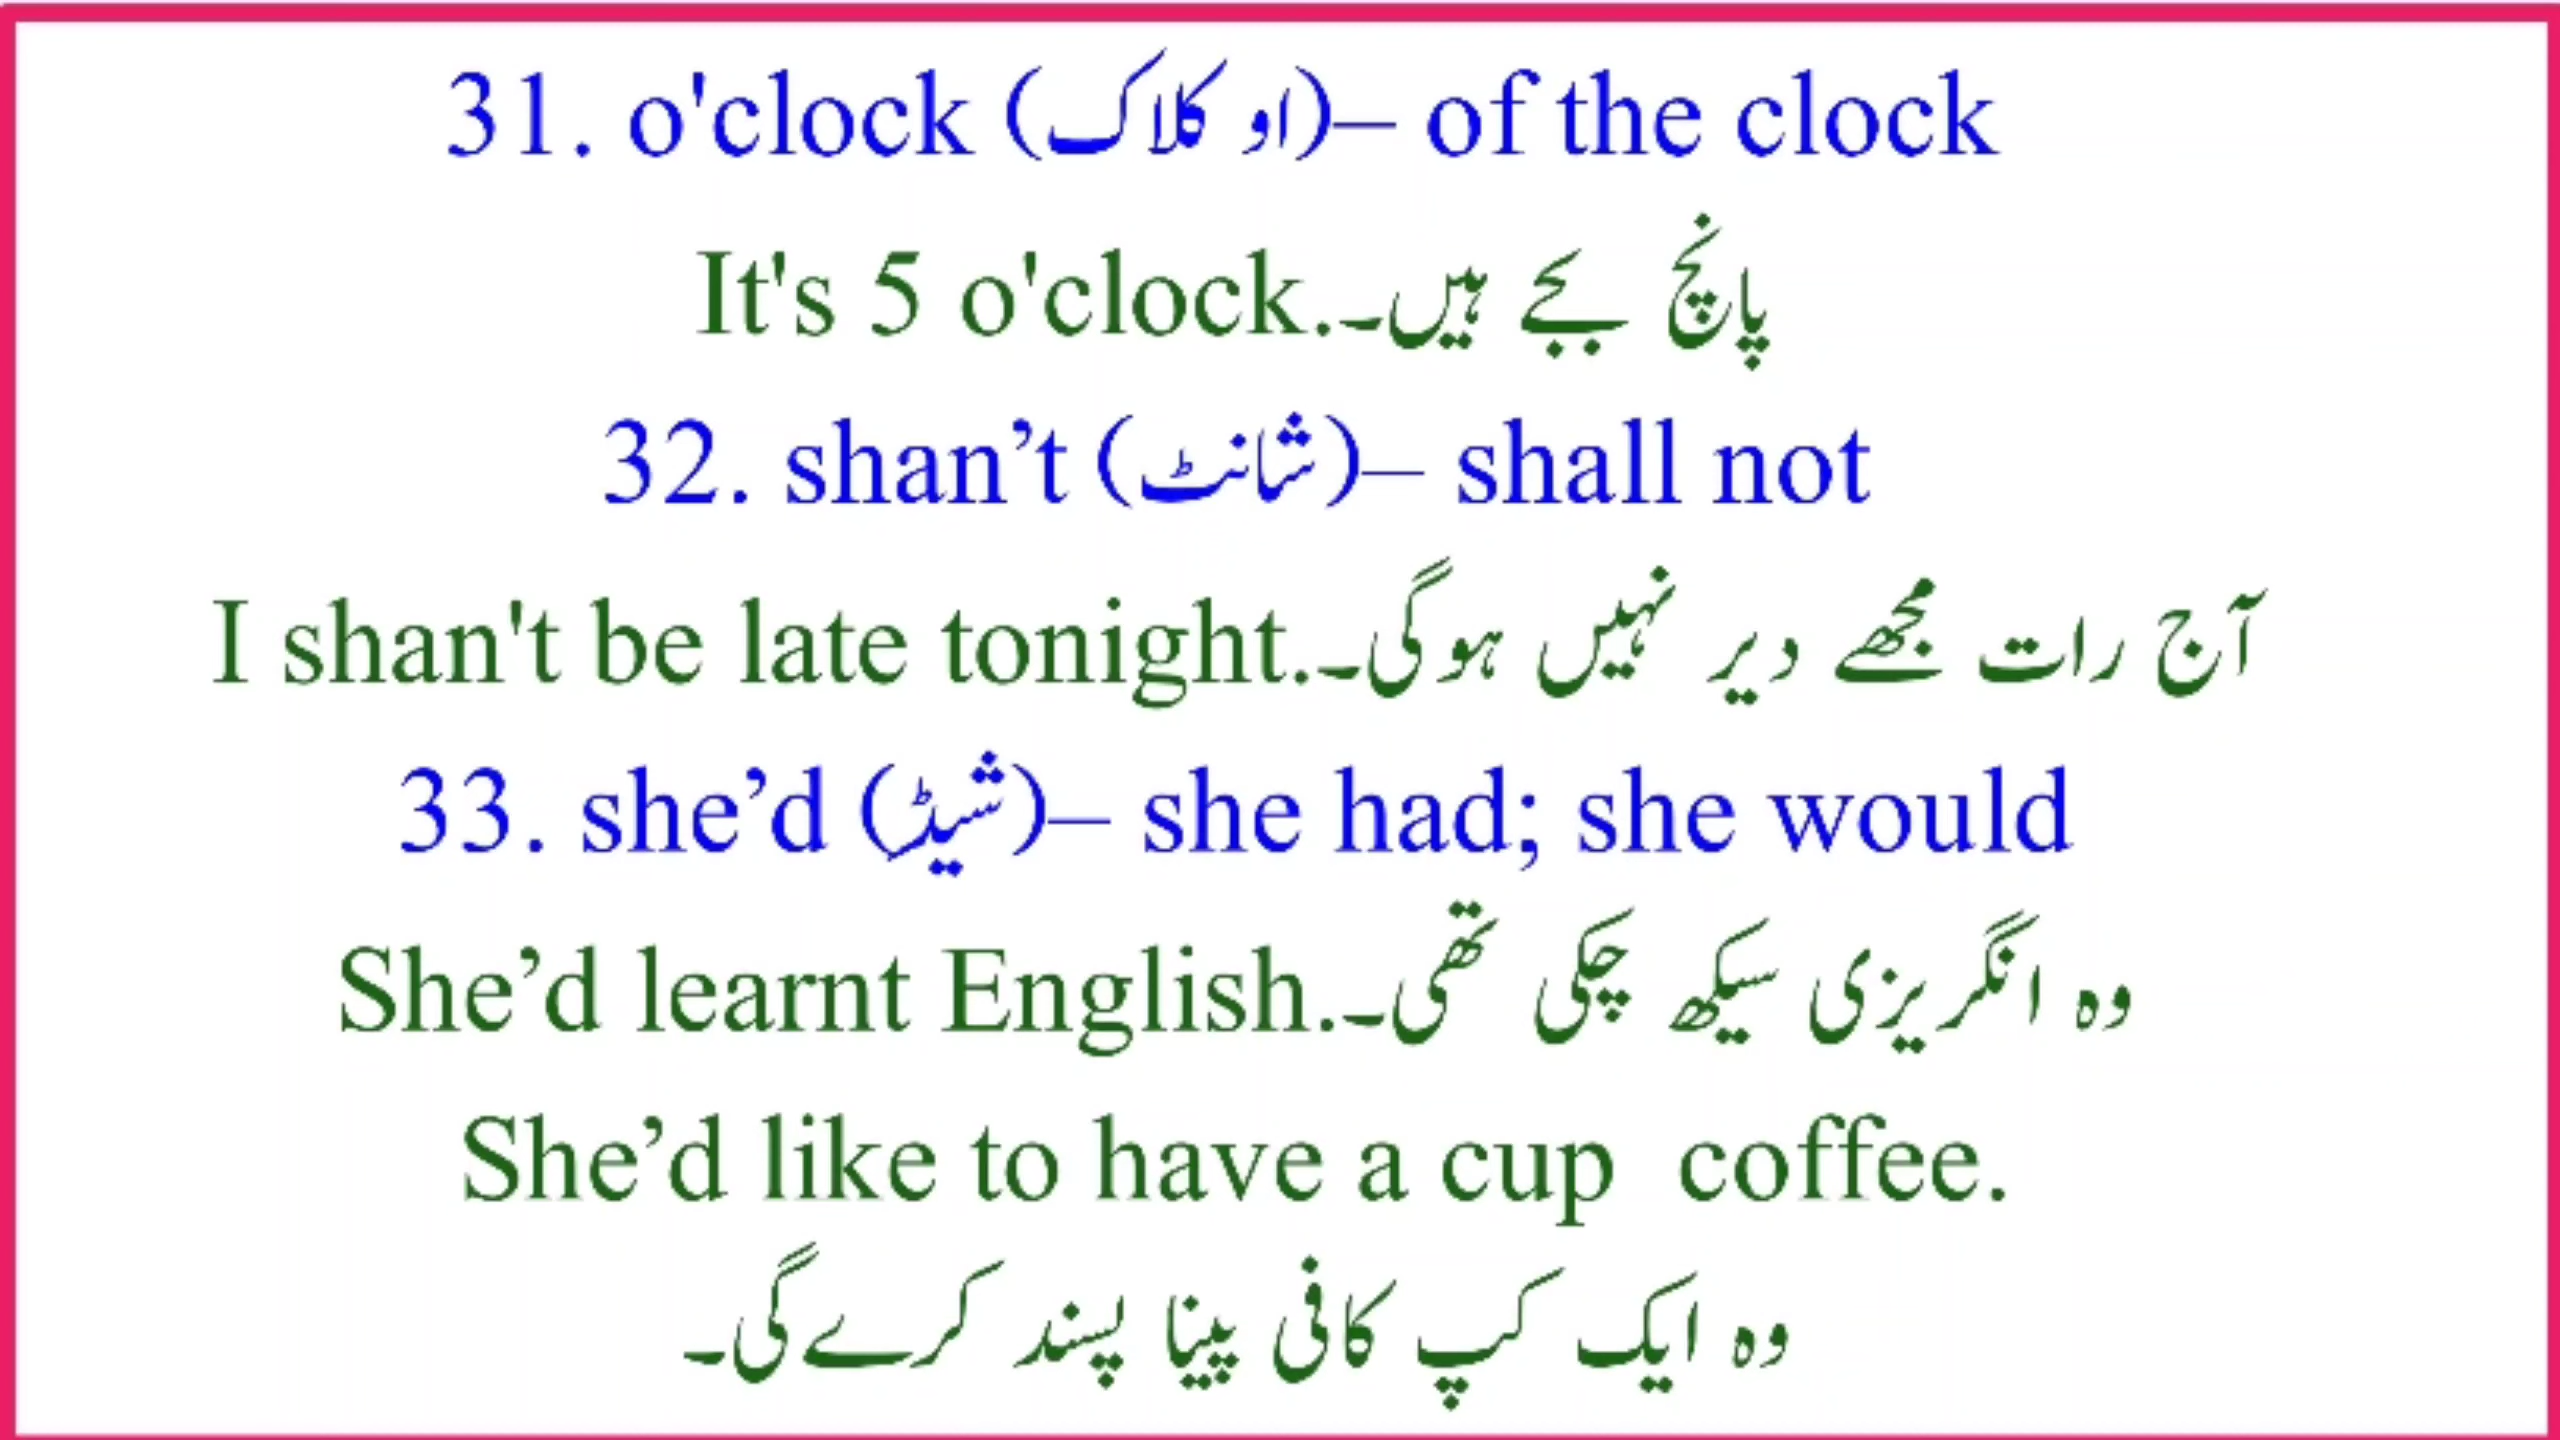 31. o'clock (او کلاک)– of the clock
It's 5 o'clock.پانچ بجے ہیں۔
32. shan’t (شانٹ)– shall not
I shan't be late tonight.آج رات مجھے دیر نہیں ہوگی۔
33. she’d (شیڈ)– she had; she would
She’d learnt English.وہ انگریزی سیکھ چکی تھی۔
She’d like to have a cup  coffee.
وہ ایک کپ کافی پینا پسند کرے گی۔